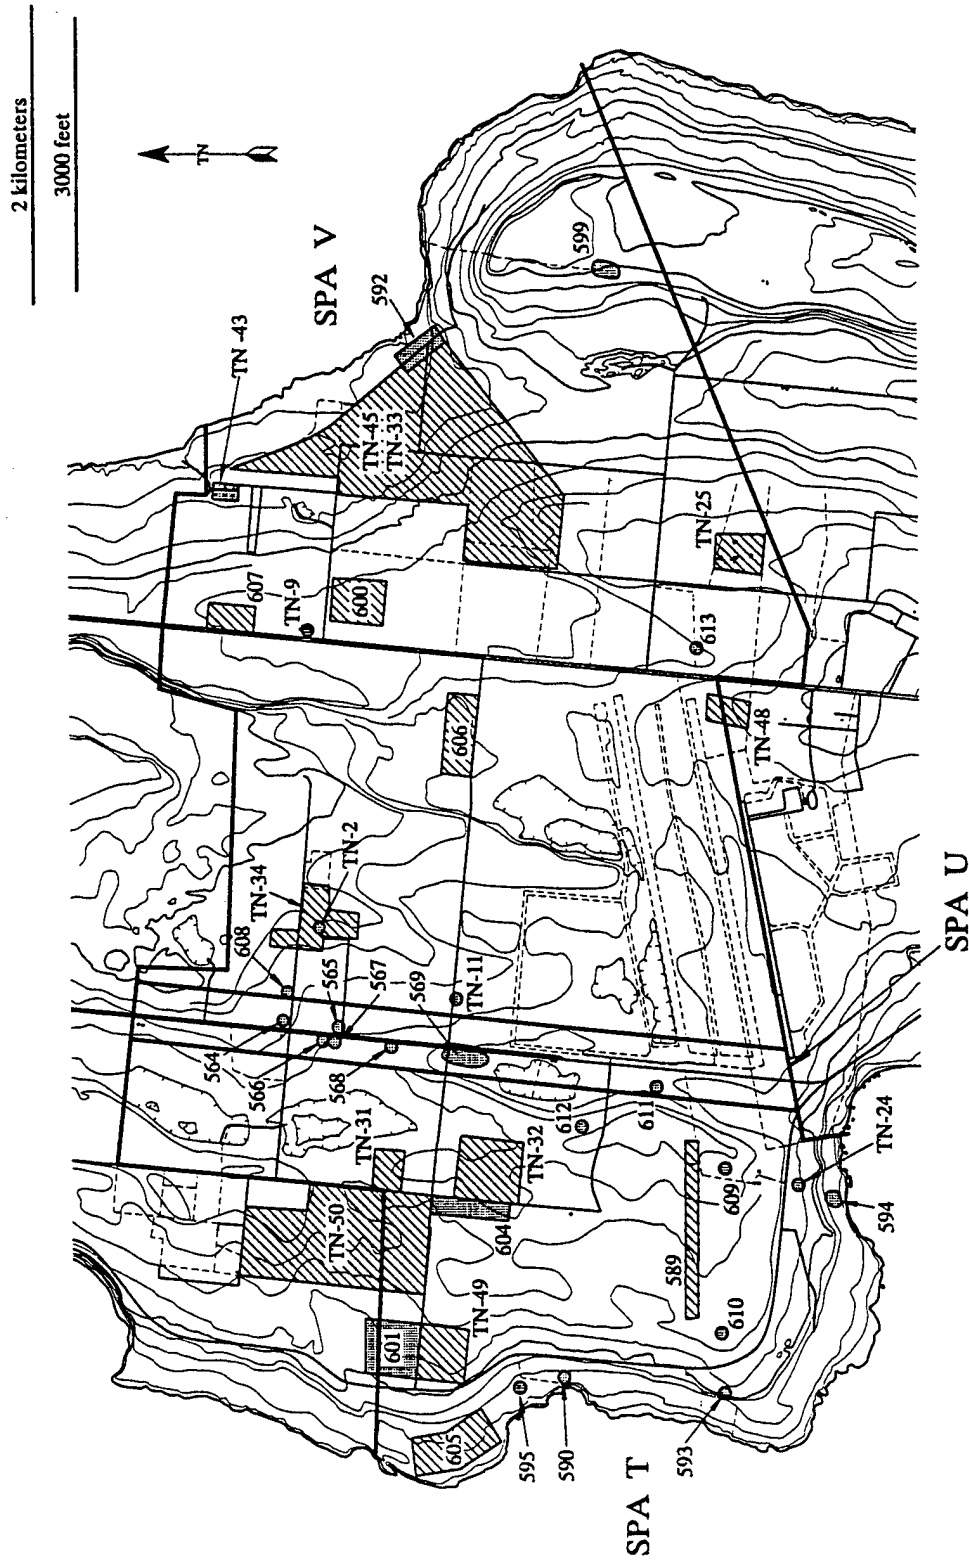 2 kilometers
3000 feet
TN
SPA V
592
TN -43
599
TN-45
TN-33
607
TN-9
600
TN-25
613
606
TN-48
TN-34
TN-2
608
565
567
569
TN-11
564
566
568
SPA U
TN-31
612
611
TN-32
TN-24
609
594
TN-50
604
589
TN-49
601
610
605
595
590
593
SPA T